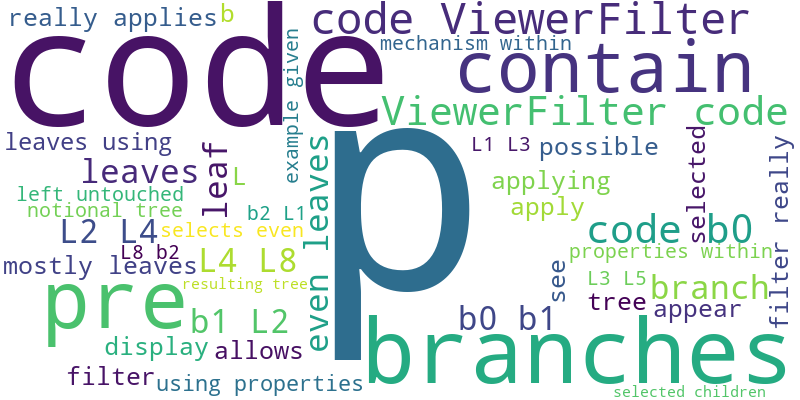 really applies
b
code ViewerFilter
code
mechanism within
contain
example given
ViewerFilter code
p
leaves using
L1 L3
possible
selected
filter really
leaves
leaf
L
even leaves
applying
left untouched
notional tree
b2 L1
apply
L2 L4
selects even
code b0
L8 b2
properties within
mostly leaves
L4 L8
see
L3 L5
branch
pre
resulting tree
tree
appear
b1 L2
b0 b1
branches
display
allows
filter
using properties
selected children